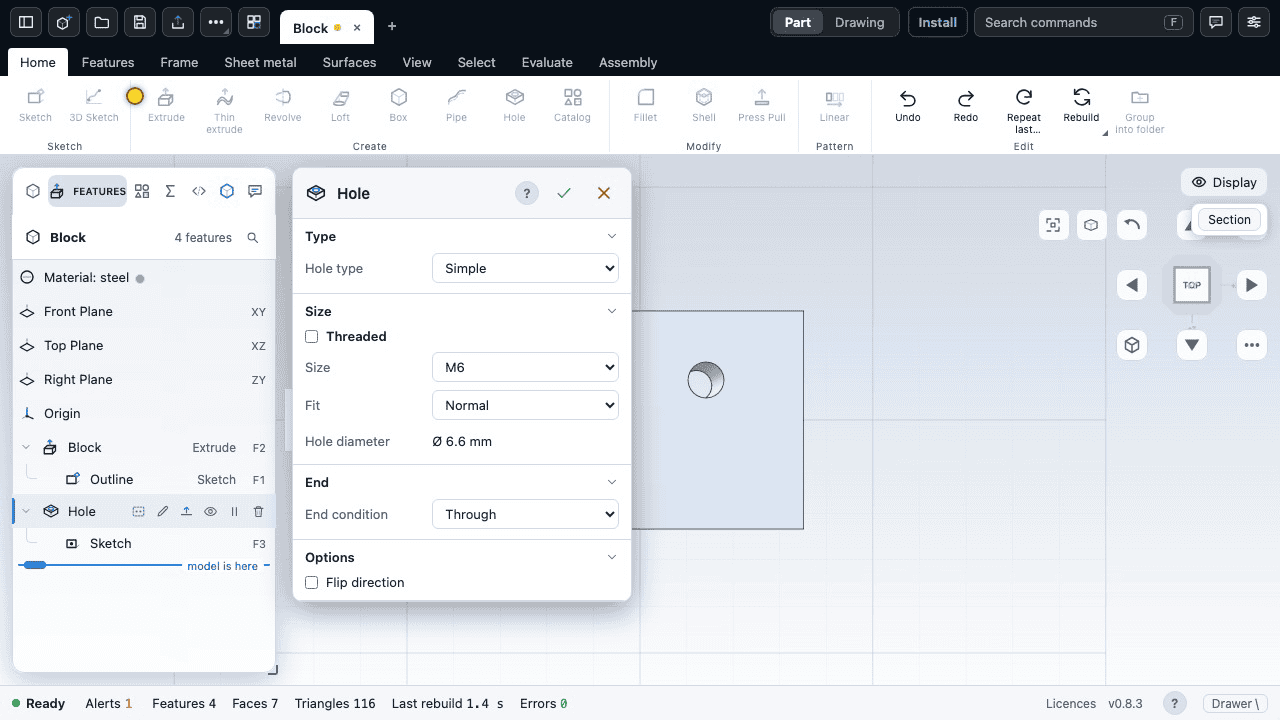 Block
Part
Drawing
Install
Search commands
F
Home
Features
Frame
Sheet metal
Surfaces
View
Select
Evaluate
Assembly
Sketch
3D Sketch
Extrude
Thin
extrude
Revolve
Loft
Box
Pipe
Hole
Catalog
Fillet
Shell
Press Pull
Linear
Undo
Redo
Repeat
last...
Rebuild
Group
into folder
Sketch
Create
Modify
Pattern
Edit
FEATURES
Block
4 features
Material: steel
Front Plane XY
Top Plane XZ
Right Plane ZY
Origin
Block Extrude F2
Outline Sketch F1
Hole
Sketch F3
model is here
Hole
?
Type
Hole type Simple
Size
Threaded
Size M6
Fit Normal
Hole diameter Ø 6.6 mm
End
End condition Through
Options
Flip direction
Display
Section
TOP
Ready
Alerts 1
Features 4
Faces 7
Triangles 116
Last rebuild 1.4 s
Errors 0
Licences
v0.8.3
?
Drawer \